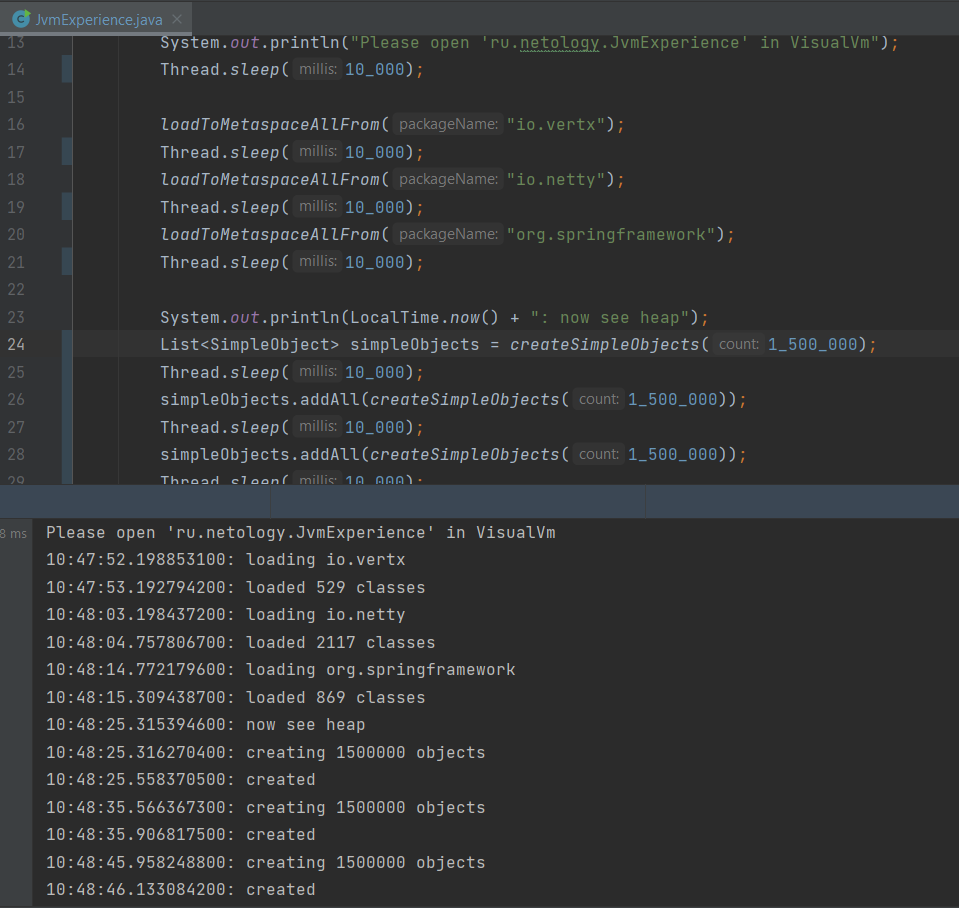 JvmExperience.java
13 System.out.println("Please open 'ru.netology.JvmExperience' in VisualVm");
14 Thread.sleep( millis: 10_000);
15
16 loadToMetaspaceAllFrom( packageName: "io.vertx");
17 Thread.sleep( millis: 10_000);
18 loadToMetaspaceAllFrom( packageName: "io.netty");
19 Thread.sleep( millis: 10_000);
20 loadToMetaspaceAllFrom( packageName: "org.springframework");
21 Thread.sleep( millis: 10_000);
22
23 System.out.println(LocalTime.now() + ": now see heap");
24 List<SimpleObject> simpleObjects = createSimpleObjects( count: 1_500_000);
25 Thread.sleep( millis: 10_000);
26 simpleObjects.addAll(createSimpleObjects( count: 1_500_000));
27 Thread.sleep( millis: 10_000);
28 simpleObjects.addAll(createSimpleObjects( count: 1_500_000));
29 Thread.sleep( millis: 10_000);
8 ms Please open 'ru.netology.JvmExperience' in VisualVm
10:47:52.198853100: loading io.vertx
10:47:53.192794200: loaded 529 classes
10:48:03.198437200: loading io.netty
10:48:04.757806700: loaded 2117 classes
10:48:14.772179600: loading org.springframework
10:48:15.309438700: loaded 869 classes
10:48:25.315394600: now see heap
10:48:25.316270400: creating 1500000 objects
10:48:25.558370500: created
10:48:35.566367300: creating 1500000 objects
10:48:35.906817500: created
10:48:45.958248800: creating 1500000 objects
10:48:46.133084200: created